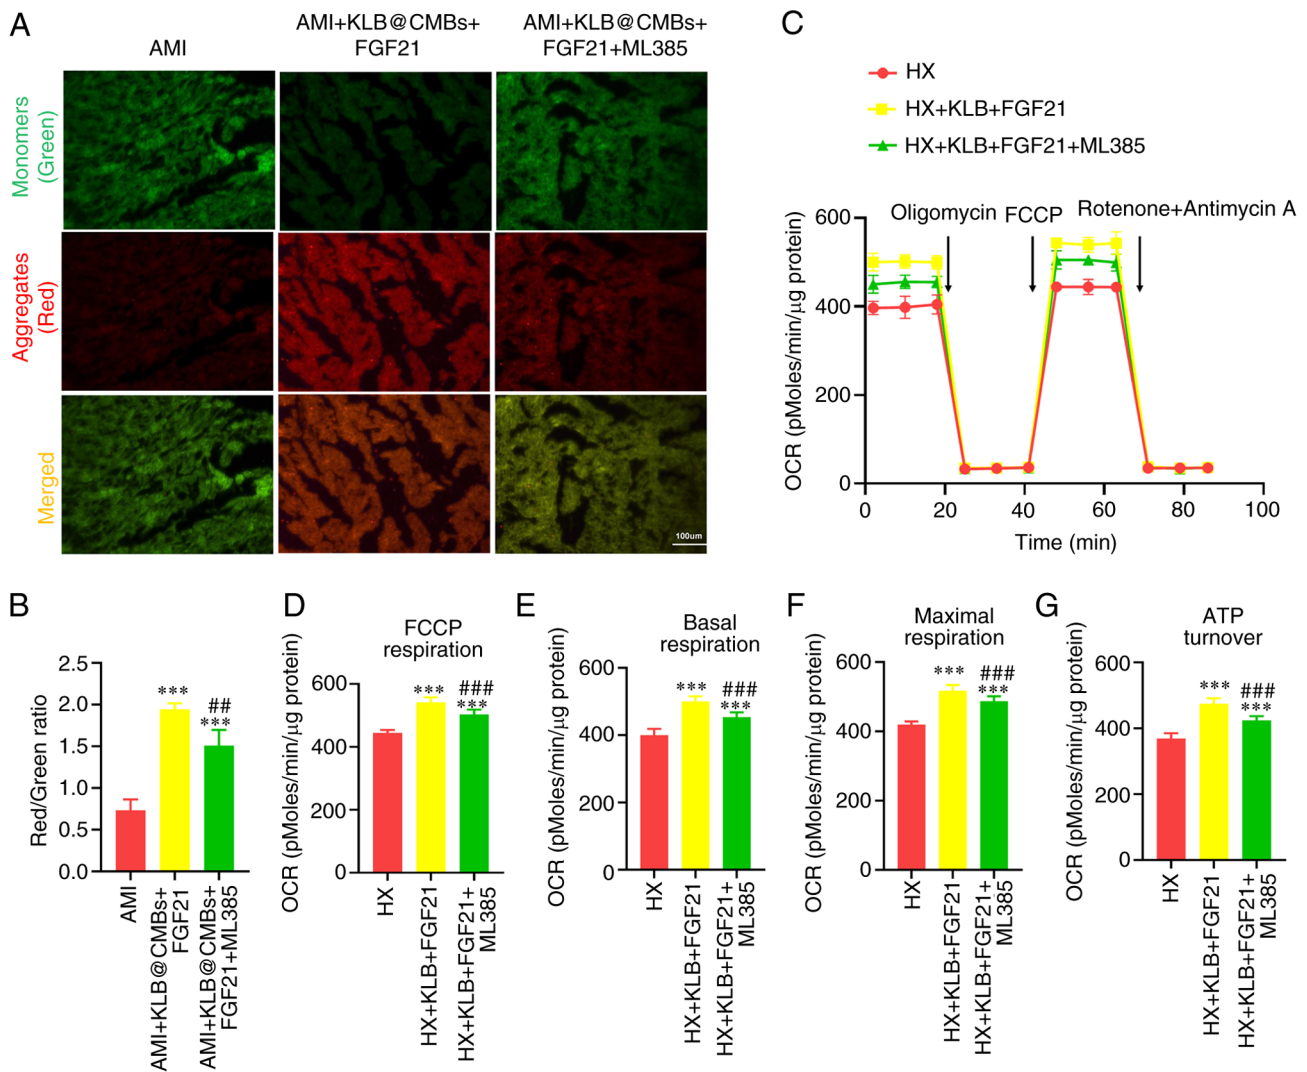 A
AMI
AMI+KLB@CMBs+
FGF21
AMI+KLB@CMBs+
FGF21+ML385
Monomers
(Green)
Aggregates
(Red)
Merged
100um
C
HX
HX+KLB+FGF21
HX+KLB+FGF21+ML385
Oligomycin
FCCP
Rotenone+Antimycin A
OCR (pMoles/min/µg protein)
600
400
200
0
0
20
40
60
80
100
Time (min)
B
Red/Green ratio
2.5
2.0
1.5
1.0
0.5
0.0
***
##
***
AMI
AMI+KLB@CMBs+
FGF21
AMI+KLB@CMBs+
FGF21+ML385
D
FCCP
respiration
OCR (pMoles/min/µg protein)
600
400
200
0
***
###
***
HX
HX+KLB+FGF21
HX+KLB+FGF21+
ML385
E
Basal
respiration
OCR (pMoles/min/µg protein)
600
400
200
0
***
###
***
HX
HX+KLB+FGF21
HX+KLB+FGF21+
ML385
F
Maximal
respiration
OCR (pMoles/min/µg protein)
600
400
200
0
***
###
***
HX
HX+KLB+FGF21
HX+KLB+FGF21+
ML385
G
ATP
turnover
OCR (pMoles/min/µg protein)
600
400
200
0
***
###
***
HX
HX+KLB+FGF21
HX+KLB+FGF21+
ML385